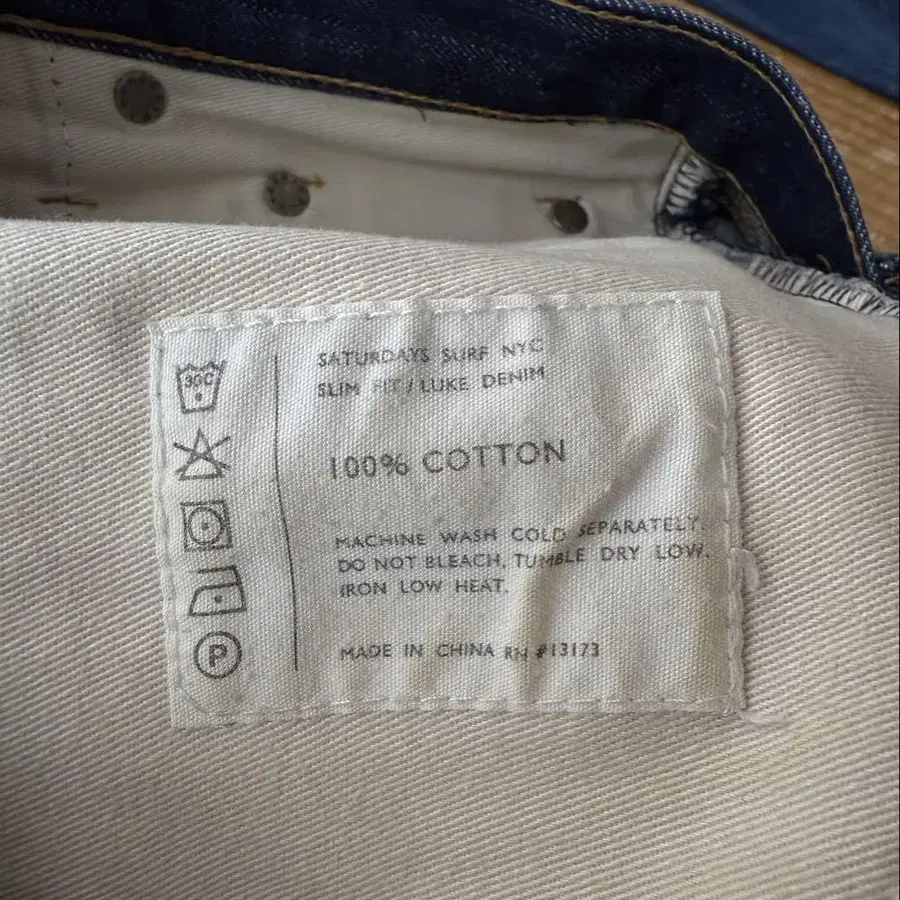 SATURDAYS SURF NYC
SLIM FIT / LUKE DENIM
100% COTTON
MACHINE WASH COLD SEPARATELY.
DO NOT BLEACH, TUMBLE DRY LOW.
IRON LOW HEAT.
MADE IN CHINA RN #13173
30C
P